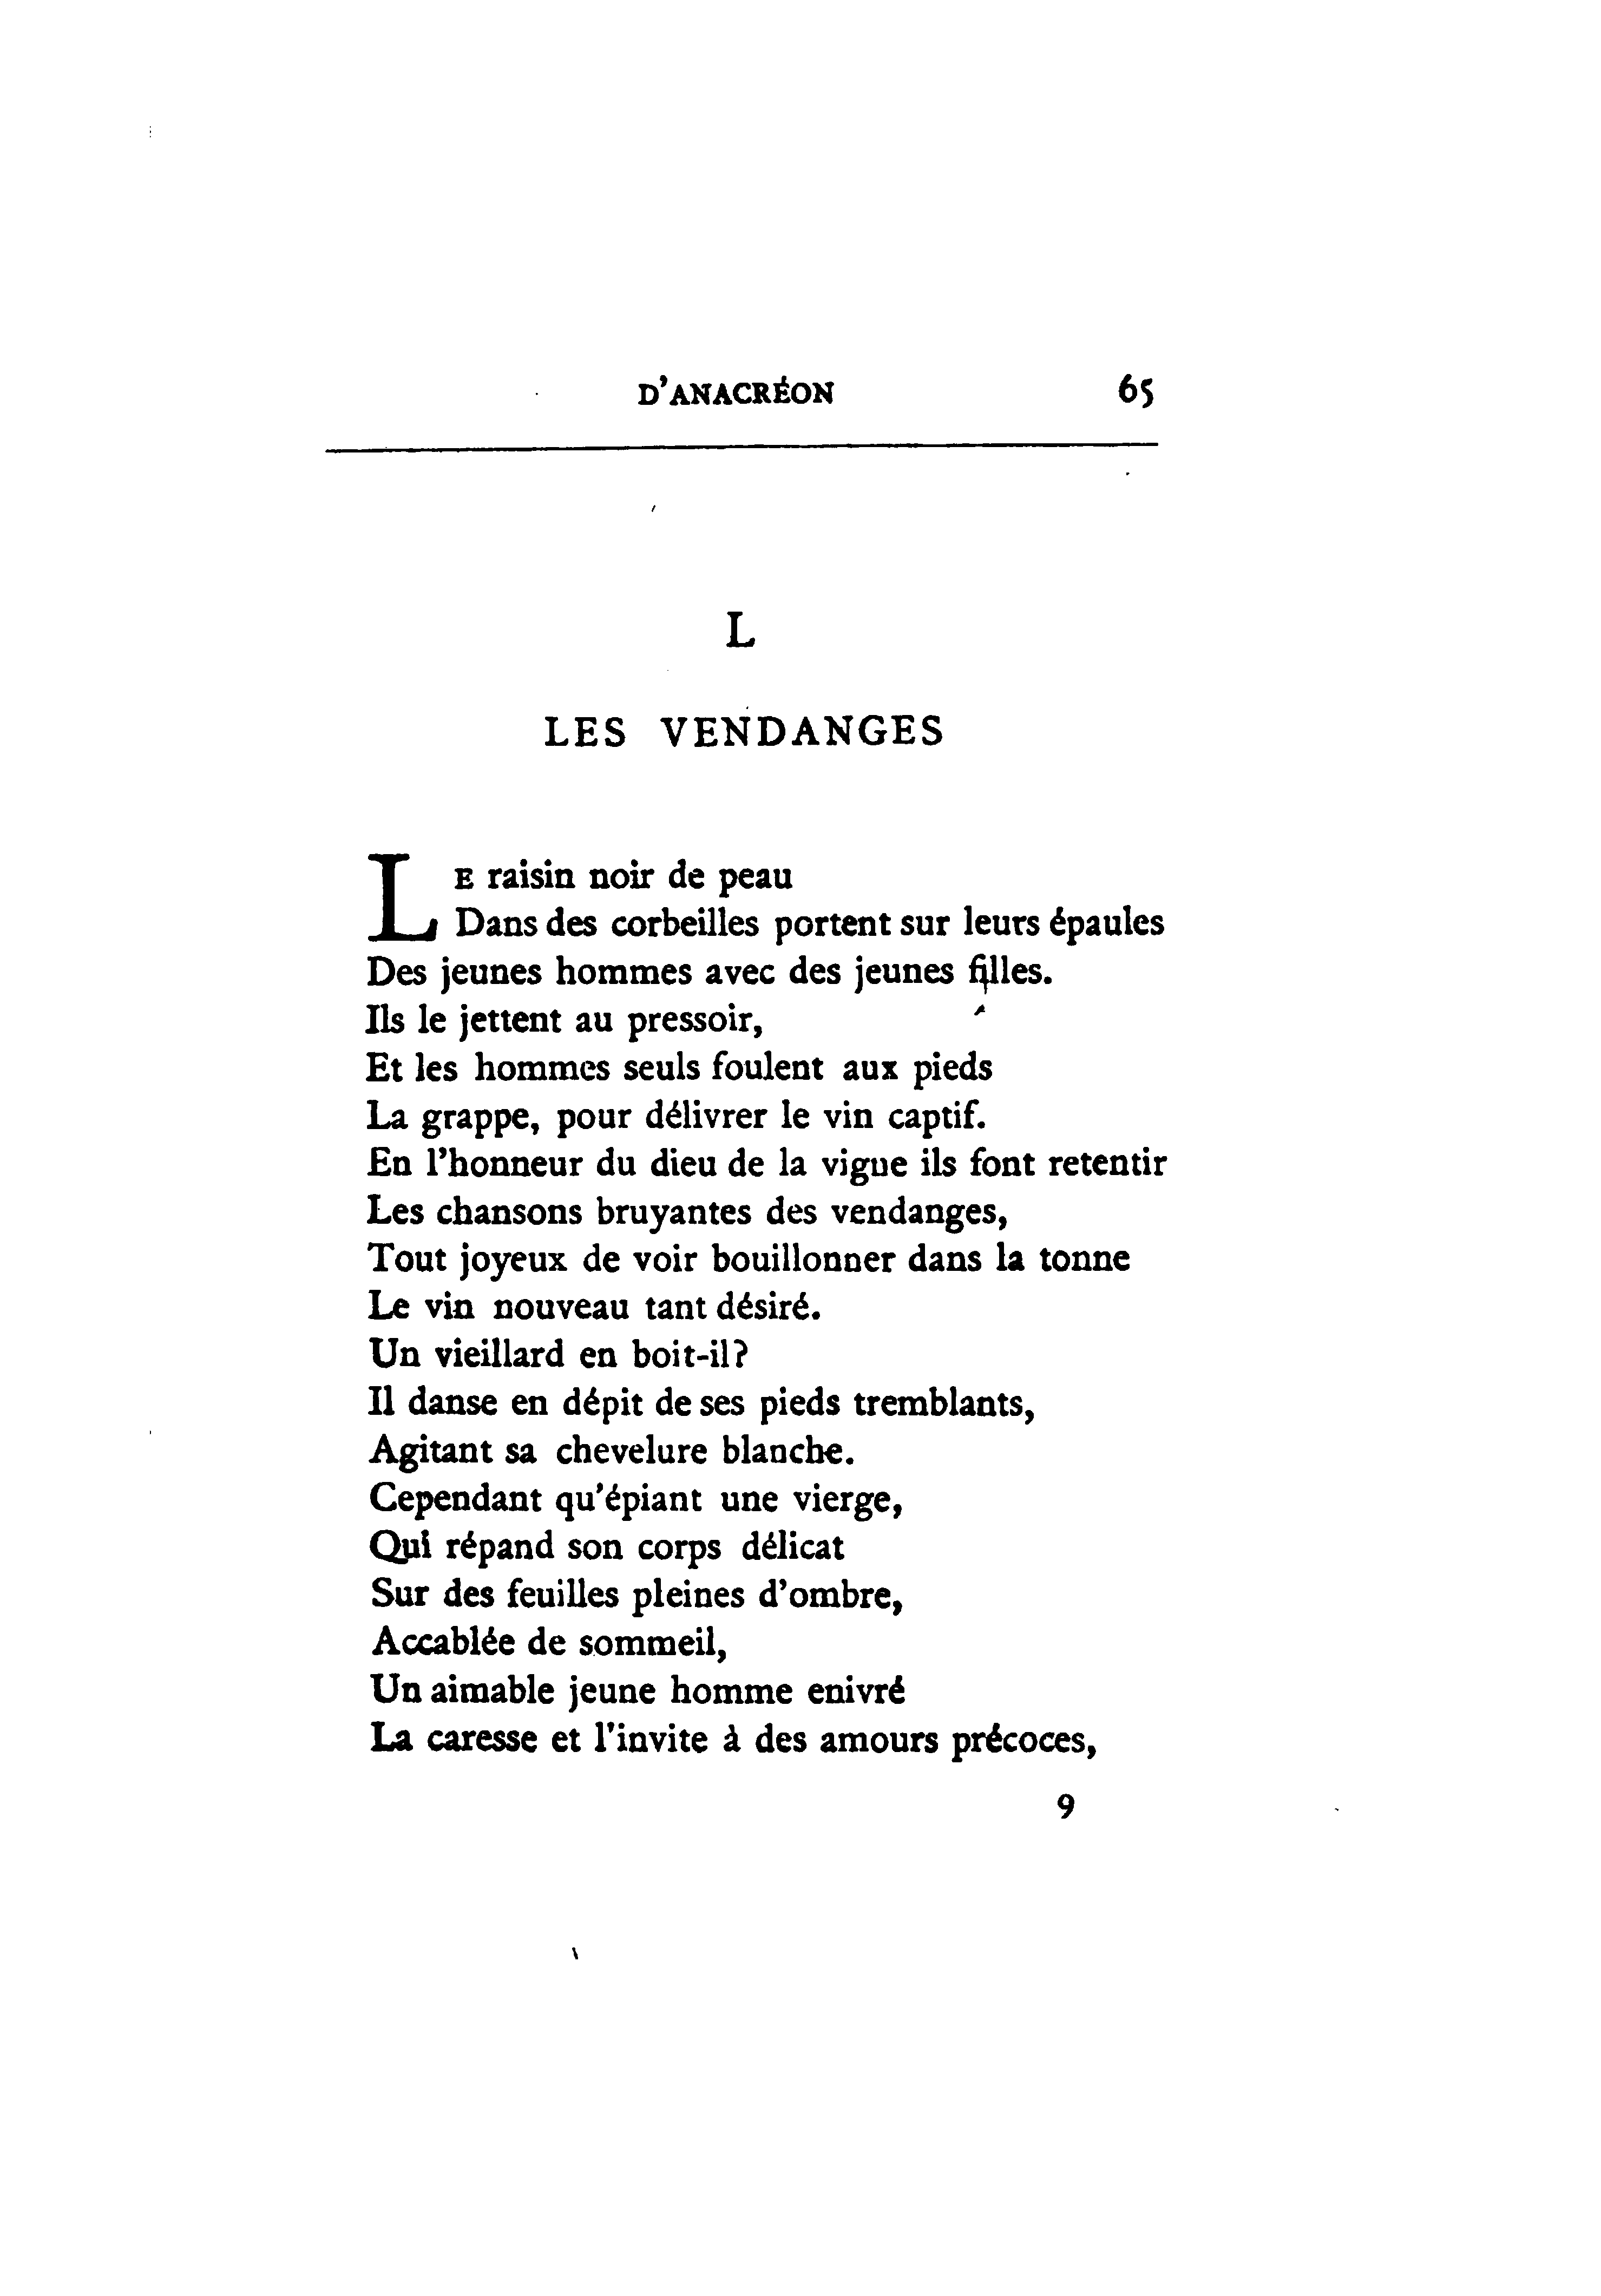 D'ANACRÉON 65
L
LES VENDANGES
LE raisin noir de peau
Dans des corbeilles portent sur leurs épaules
Des jeunes hommes avec des jeunes filles.
Ils le jettent au pressoir,
Et les hommes seuls foulent aux pieds
La grappe, pour délivrer le vin captif.
En l'honneur du dieu de la vigne ils font retentir
Les chansons bruyantes des vendanges,
Tout joyeux de voir bouillonner dans la tonne
Le vin nouveau tant désiré.
Un vieillard en boit-il?
Il danse en dépit de ses pieds tremblants,
Agitant sa chevelure blanche.
Cependant qu'épiant une vierge,
Qui répand son corps délicat
Sur des feuilles pleines d'ombre,
Accablée de sommeil,
Un aimable jeune homme enivré
La caresse et l'invite à des amours précoces,
9